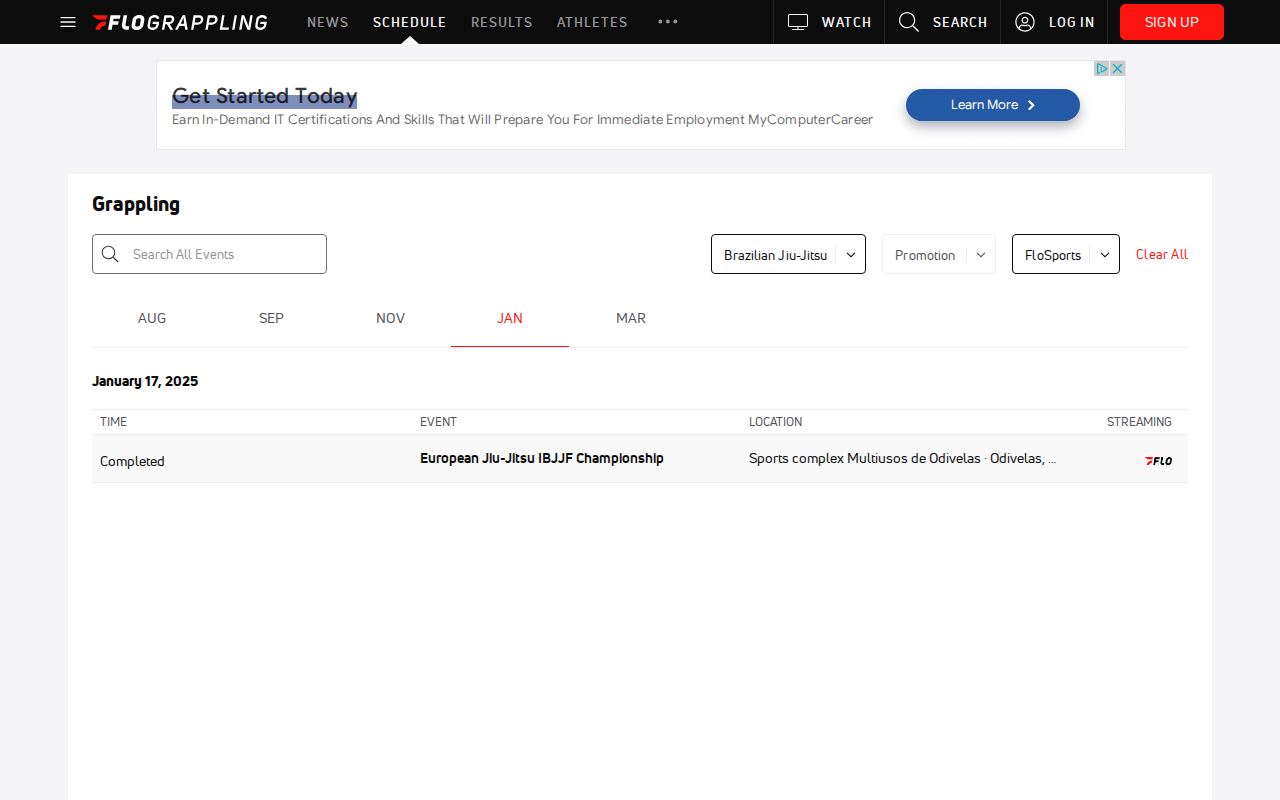 FLOGRAPPLING NEWS SCHEDULE RESULTS ATHLETES WATCH SEARCH LOG IN SIGN UP
Get Started Today
Earn In-Demand IT Certifications And Skills That Will Prepare You For Immediate Employment MyComputerCareer
Learn More
Grappling
Search All Events
Brazilian Jiu-Jitsu Promotion FloSports Clear All
AUG SEP NOV JAN MAR
January 17, 2025
TIME EVENT LOCATION STREAMING
Completed European Jiu-Jitsu IBJJF Championship Sports complex Multiusos de Odivelas · Odivelas, ... FLO